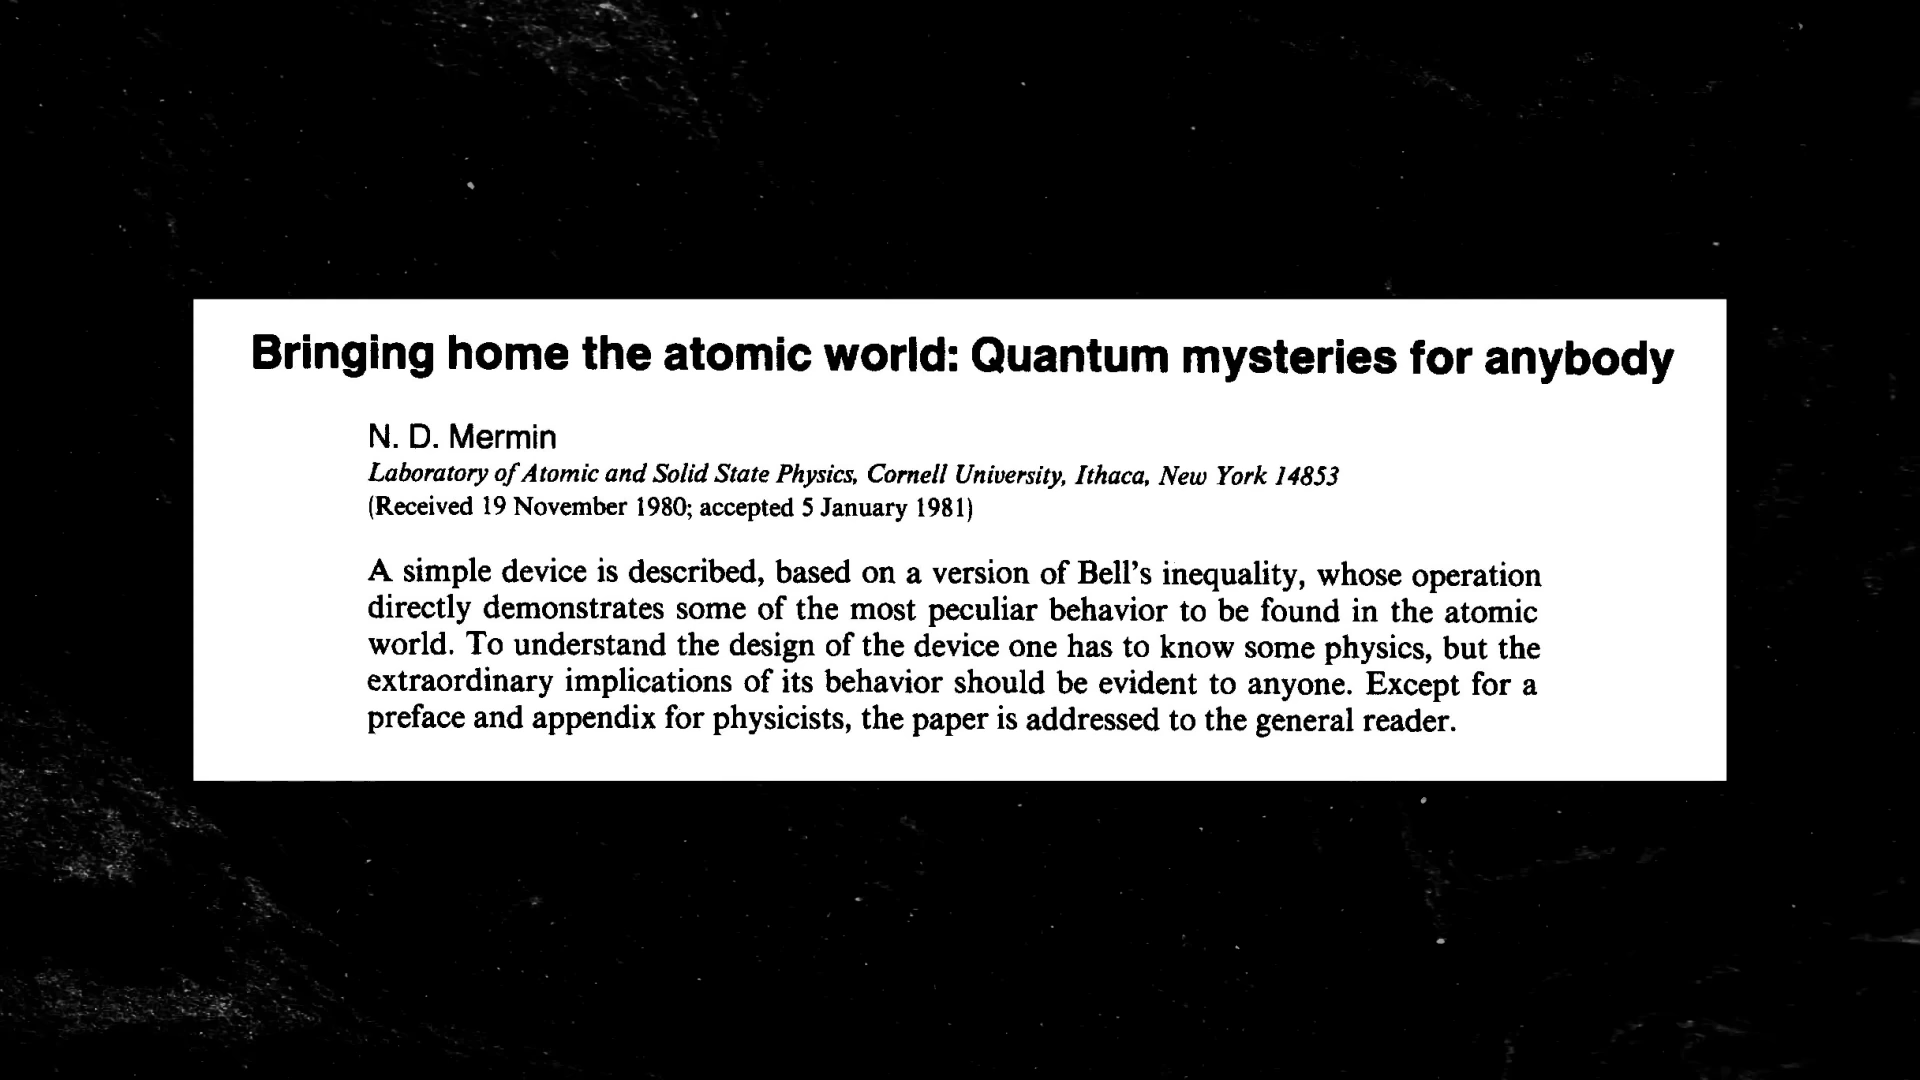 Bringing home the atomic world: Quantum mysteries for anybody
N. D. Mermin
Laboratory of Atomic and Solid State Physics, Cornell University, Ithaca, New York 14853
(Received 19 November 1980; accepted 5 January 1981)
A simple device is described, based on a version of Bell's inequality, whose operation
directly demonstrates some of the most peculiar behavior to be found in the atomic
world. To understand the design of the device one has to know some physics, but the
extraordinary implications of its behavior should be evident to anyone. Except for a
preface and appendix for physicists, the paper is addressed to the general reader.